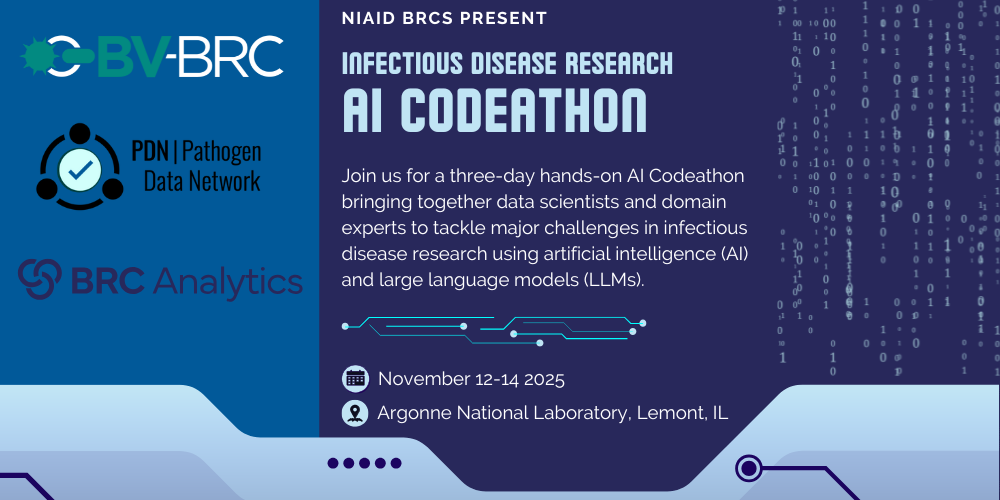 BV-BRC
PDN | Pathogen
Data Network
BRC Analytics
NIAID BRCS PRESENT
INFECTIOUS DISEASE RESEARCH
AI CODEATHON
Join us for a three-day hands-on AI Codeathon
bringing together data scientists and domain
experts to tackle major challenges in infectious
disease research using artificial intelligence (AI)
and large language models (LLMs).
November 12-14 2025
Argonne National Laboratory, Lemont, IL